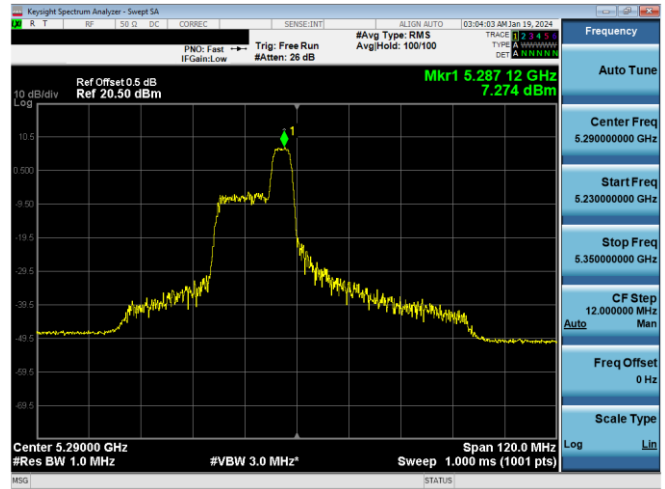 Keysight Spectrum Analyzer - Swept SA
R T RF 50 Ω DC CORREC SENSE:INT ALIGN AUTO 03:04:03 AM Jan 19, 2024
PNO: Fast
IFGain:Low
Trig: Free Run
#Atten: 26 dB
#Avg Type: RMS
Avg|Hold: 100/100
TRACE 1 2 3 4 5 6
TYPE A W W W W W
DET A N N N N N
Mkr1 5.287 12 GHz
7.274 dBm
Ref Offset 0.5 dB
10 dB/div Ref 20.50 dBm
Log
1
10.5
0.500
-9.50
-19.5
-29.5
-39.5
-49.5
-59.5
-69.5
Center 5.29000 GHz Span 120.0 MHz
#Res BW 1.0 MHz #VBW 3.0 MHz* Sweep 1.000 ms (1001 pts)
MSG STATUS
Frequency
Auto Tune
Center Freq
5.290000000 GHz
Start Freq
5.230000000 GHz
Stop Freq
5.350000000 GHz
CF Step
12.000000 MHz
Auto Man
Freq Offset
0 Hz
Scale Type
Log Lin